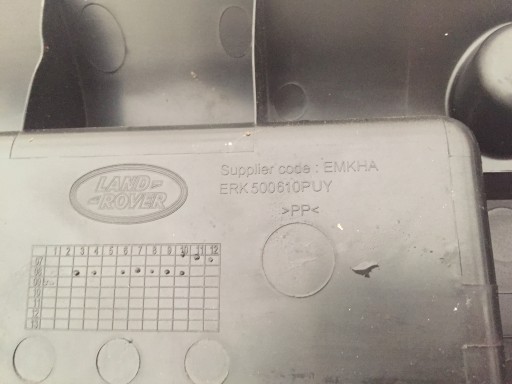 LAND
ROVER
Supplier code : EMKHA
ERK500610PUY
>PP<
1 2 3 4 5 6 7 8 9 10 11 12